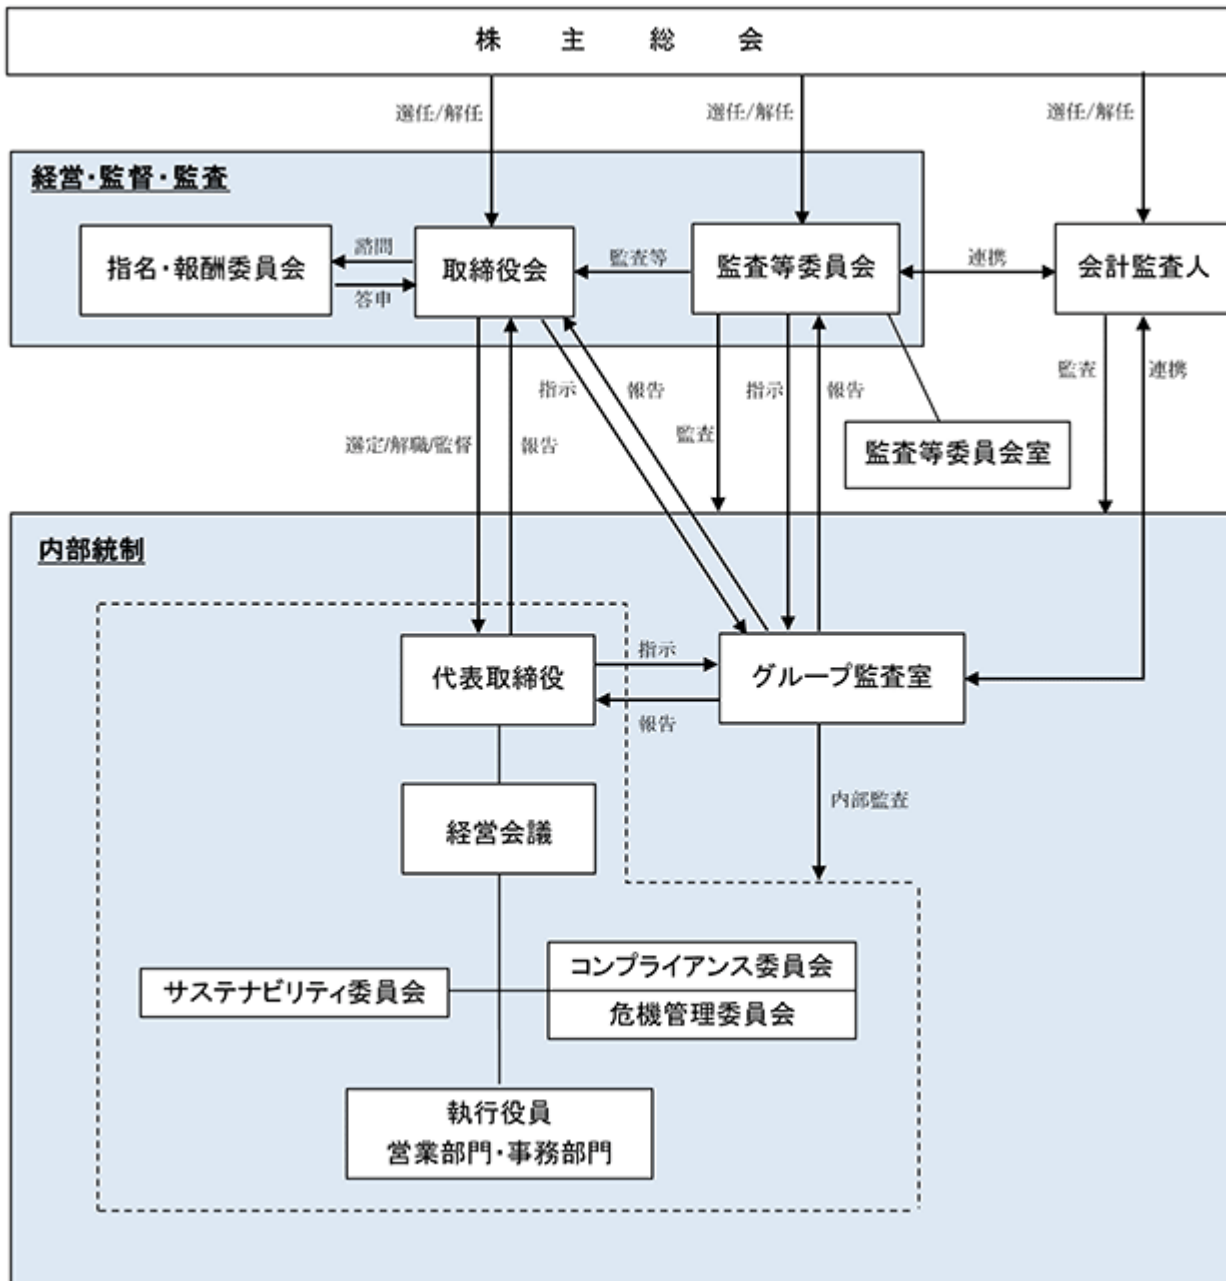 株主総会
選任/解任
選任/解任
選任/解任
経営・監督・監査
指名・報酬委員会
諮問
答申
取締役会
監査等
監査等委員会
連携
会計監査人
選定/解職/監督
報告
指示
報告
監査
指示
報告
監査等委員会室
監査
連携
内部統制
代表取締役
指示
報告
グループ監査室
内部監査
経営会議
サステナビリティ委員会
コンプライアンス委員会
危機管理委員会
執行役員
営業部門・事務部門